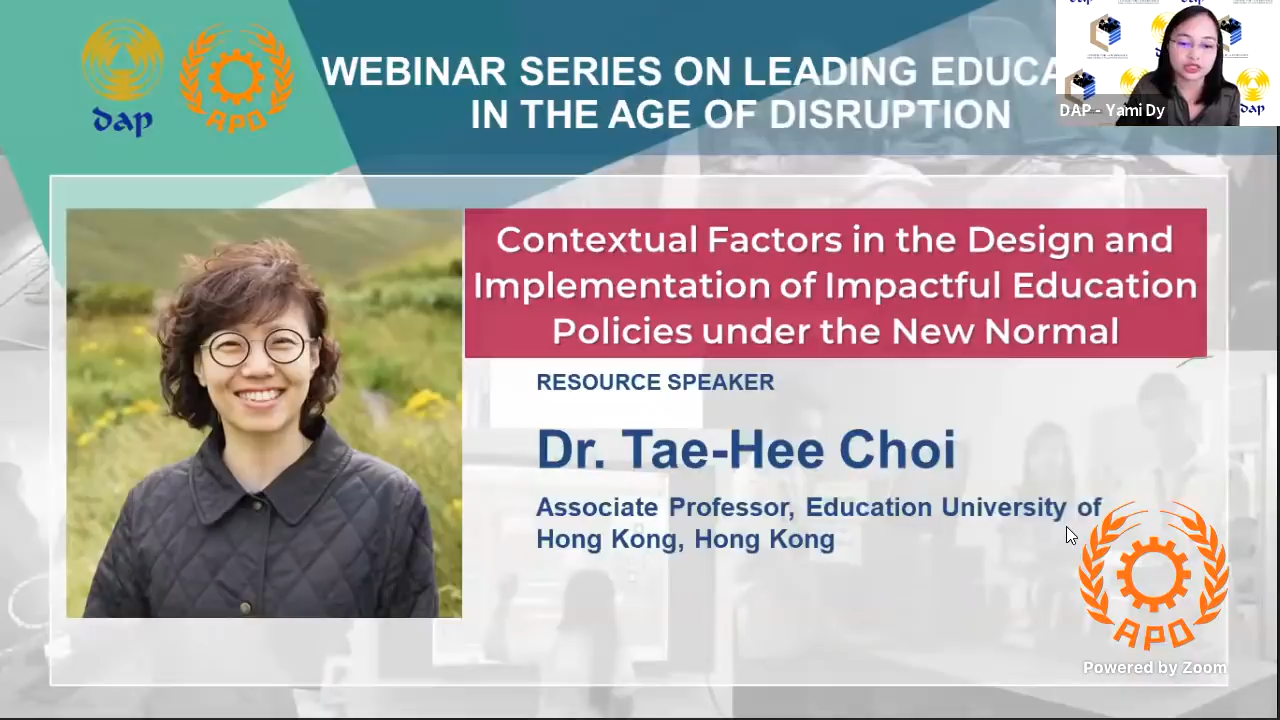 dap
APO
WEBINAR SERIES ON LEADING EDUCA
IN THE AGE OF DISRUPTION
DAP - Yami Dy
dap
Contextual Factors in the Design and
Implementation of Impactful Education
Policies under the New Normal
RESOURCE SPEAKER
Dr. Tae-Hee Choi
Associate Professor, Education University of
Hong Kong, Hong Kong
APO
Powered by Zoom